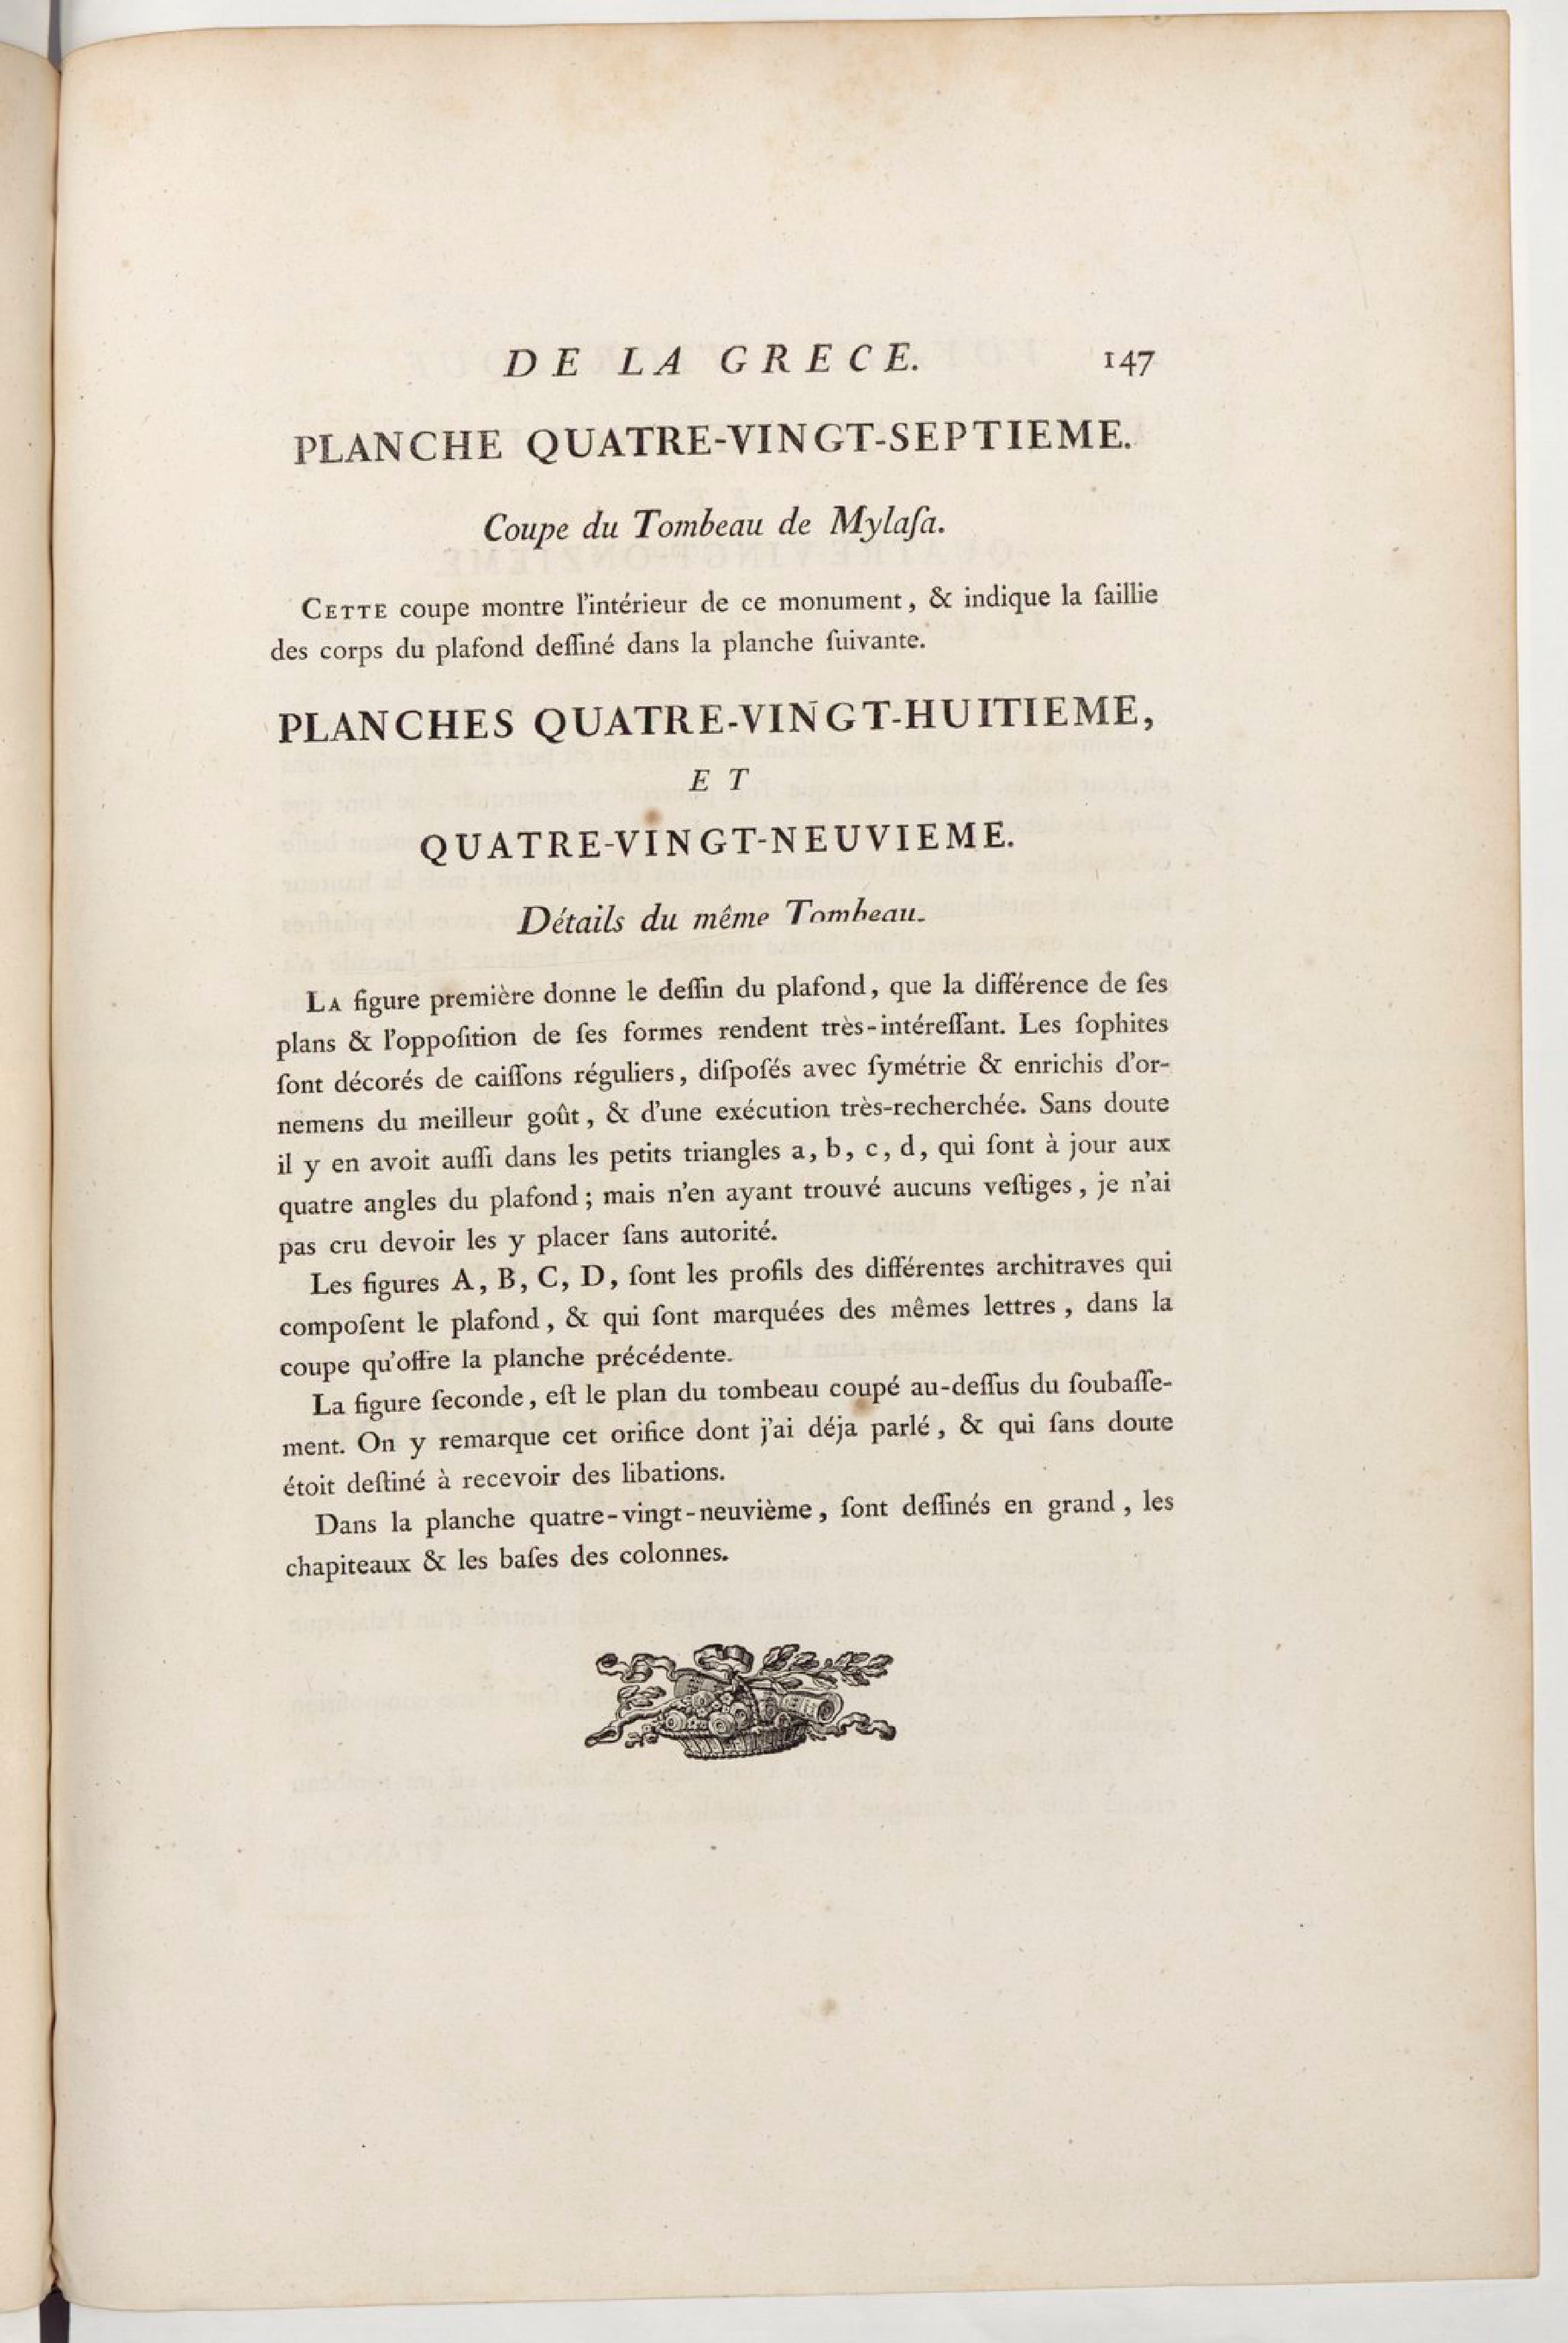 DE LA GRECE. 147
PLANCHE QUATRE-VINGT-SEPTIEME.
Coupe du Tombeau de Mylaſa.
CETTE coupe montre l'intérieur de ce monument, & indique la ſaillie
des corps du plafond deſſiné dans la planche ſuivante.
PLANCHES QUATRE-VINGT-HUITIEME,
ET
QUATRE-VINGT-NEUVIEME.
Détails du même Tombeau.
LA figure première donne le deſſin du plafond, que la différence de ſes
plans & l'oppoſition de ſes formes rendent très-intéreſſant. Les ſophites
ſont décorés de caiſſons réguliers, diſpoſés avec ſymétrie & enrichis d'or-
nemens du meilleur goût, & d'une exécution très-recherchée. Sans doute
il y en avoit auſſi dans les petits triangles a, b, c, d, qui ſont à jour aux
quatre angles du plafond; mais n'en ayant trouvé aucuns veſtiges, je n'ai
pas cru devoir les y placer ſans autorité.
Les figures A, B, C, D, ſont les profils des différentes architraves qui
compoſent le plafond, & qui ſont marquées des mêmes lettres, dans la
coupe qu'offre la planche précédente.
La figure ſeconde, eſt le plan du tombeau coupé au-deſſus du ſoubaſſe-
ment. On y remarque cet orifice dont j'ai déja parlé, & qui ſans doute
étoit deſtiné à recevoir des libations.
Dans la planche quatre-vingt-neuvième, ſont deſſinés en grand, les
chapiteaux & les baſes des colonnes.